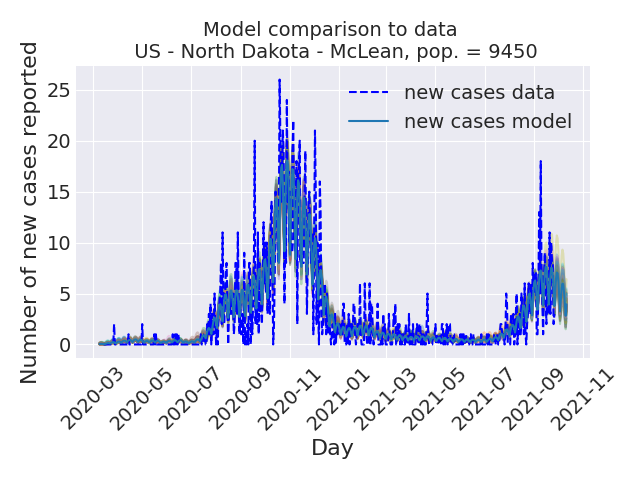 Model comparison to data
US - North Dakota - McLean, pop. = 9450
Number of new cases reported
25
20
15
10
5
0
new cases data
new cases model
2020-03
2020-05
2020-07
2020-09
2020-11
2021-01
2021-03
2021-05
2021-07
2021-09
2021-11
Day